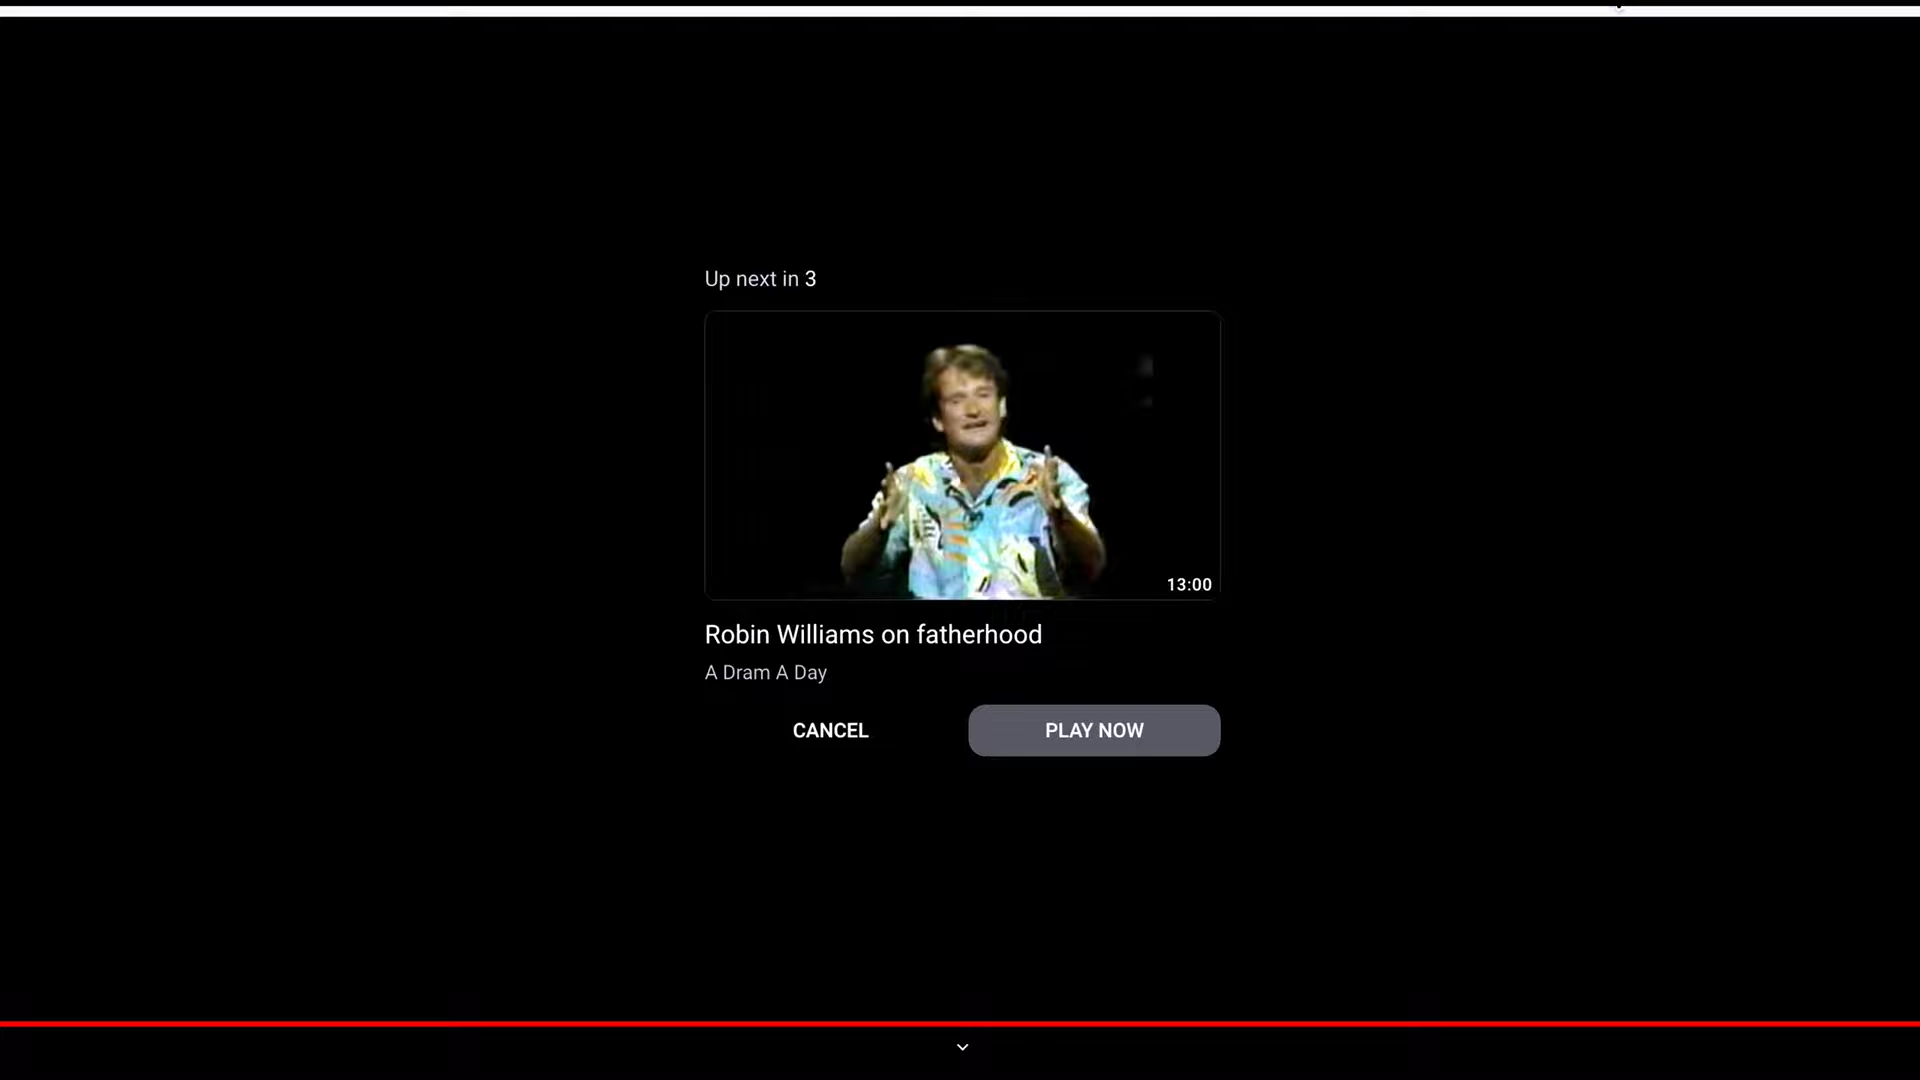 Up next in 3
13:00
Robin Williams on fatherhood
A Dram A Day
CANCEL
PLAY NOW